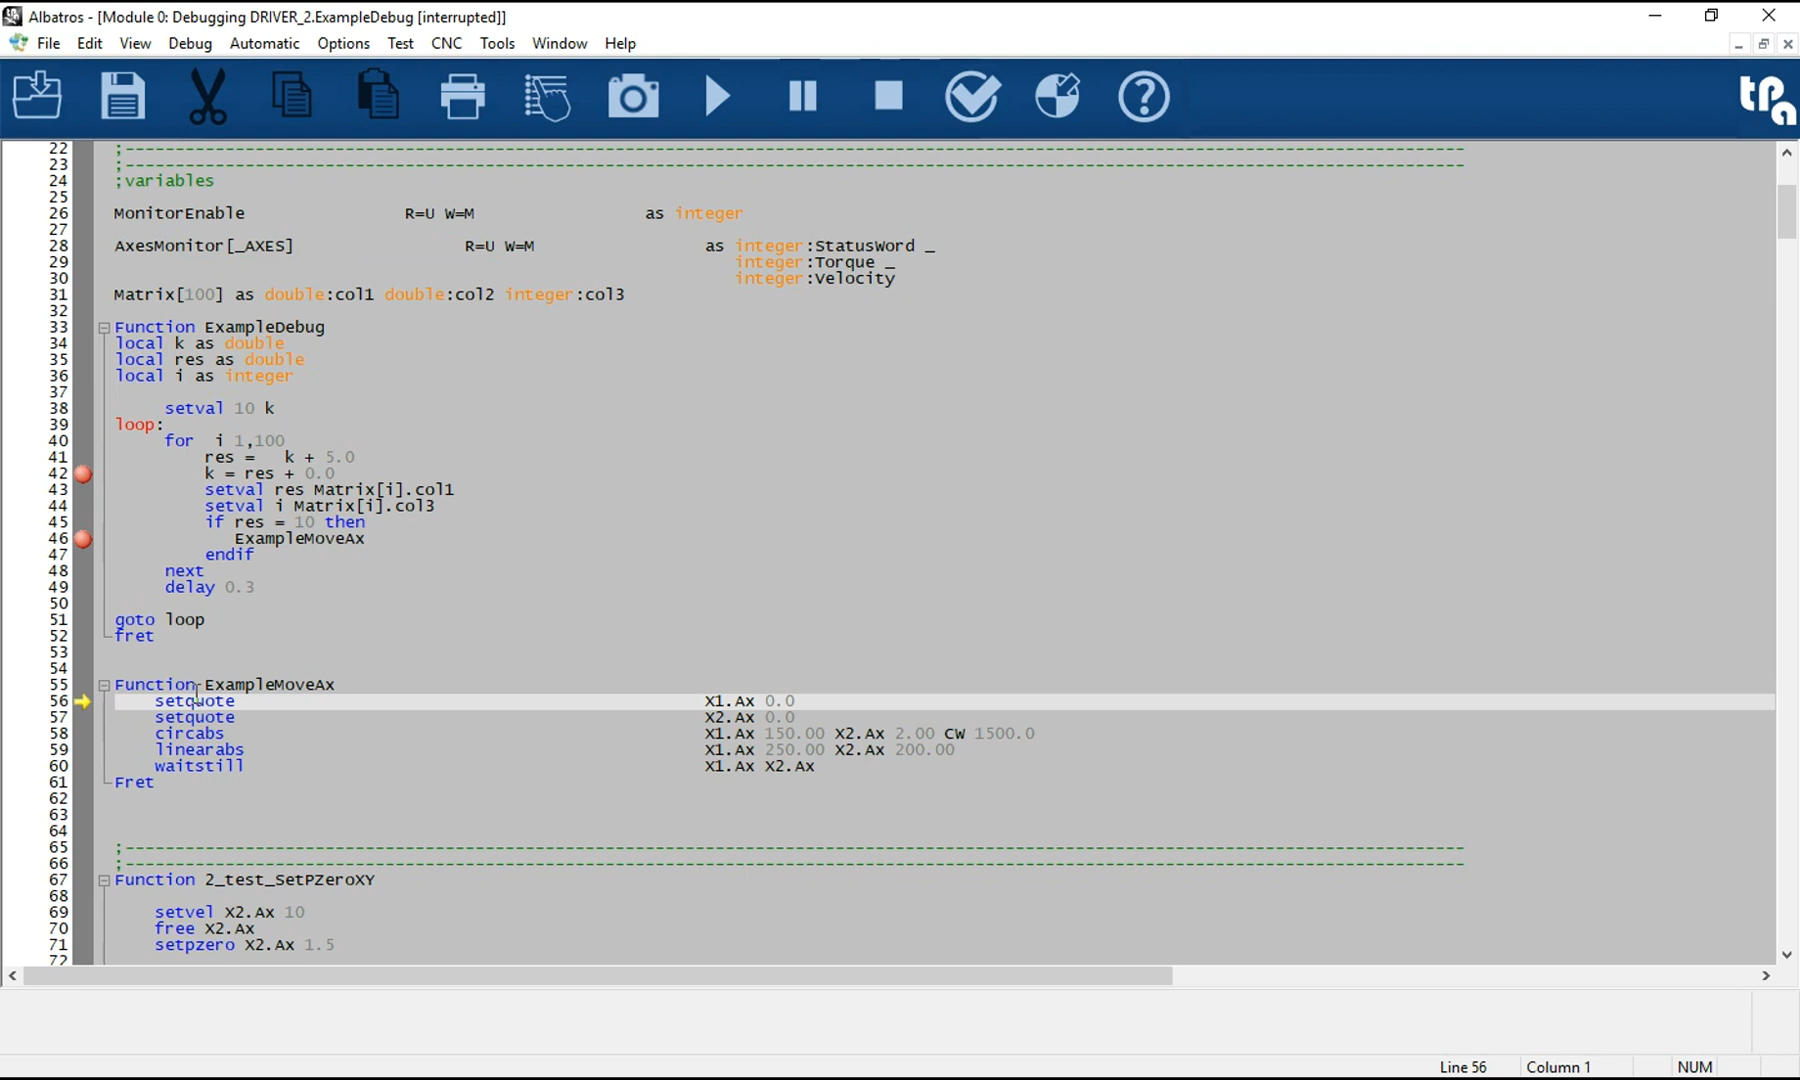 Albatros - [Module 0: Debugging DRIVER_2.ExampleDebug [interrupted]]
File Edit View Debug Automatic Options Test CNC Tools Window Help
tpa
22 ;--------------------------------------------------------------------------------------------------------------------------------------
23 ;--------------------------------------------------------------------------------------------------------------------------------------
24 ;variables
25
26 MonitorEnable R=U W=M as integer
27
28 AxesMonitor[_AXES] R=U W=M as integer:StatusWord _
29 integer:Torque _
30 integer:Velocity
31 Matrix[100] as double:col1 double:col2 integer:col3
32
33 Function ExampleDebug
34 local k as double
35 local res as double
36 local i as integer
37
38 setval 10 k
39 loop:
40 for i 1,100
41 res = k + 5.0
42 k = res + 0.0
43 setval res Matrix[i].col1
44 setval i Matrix[i].col3
45 if res = 10 then
46 ExampleMoveAx
47 endif
48 next
49 delay 0.3
50
51 goto loop
52 fret
53
54
55 Function ExampleMoveAx
56 setquote X1.Ax 0.0
57 setquote X2.Ax 0.0
58 circabs X1.Ax 150.00 X2.Ax 2.00 CW 1500.0
59 linearabs X1.Ax 250.00 X2.Ax 200.00
60 waitstill X1.Ax X2.Ax
61 Fret
62
63
64
65 ;--------------------------------------------------------------------------------------------------------------------------------------
66 ;--------------------------------------------------------------------------------------------------------------------------------------
67 Function 2_test_SetPZeroXY
68
69 setvel X2.Ax 10
70 free X2.Ax
71 setpzero X2.Ax 1.5
72
Line 56 Column 1 NUM